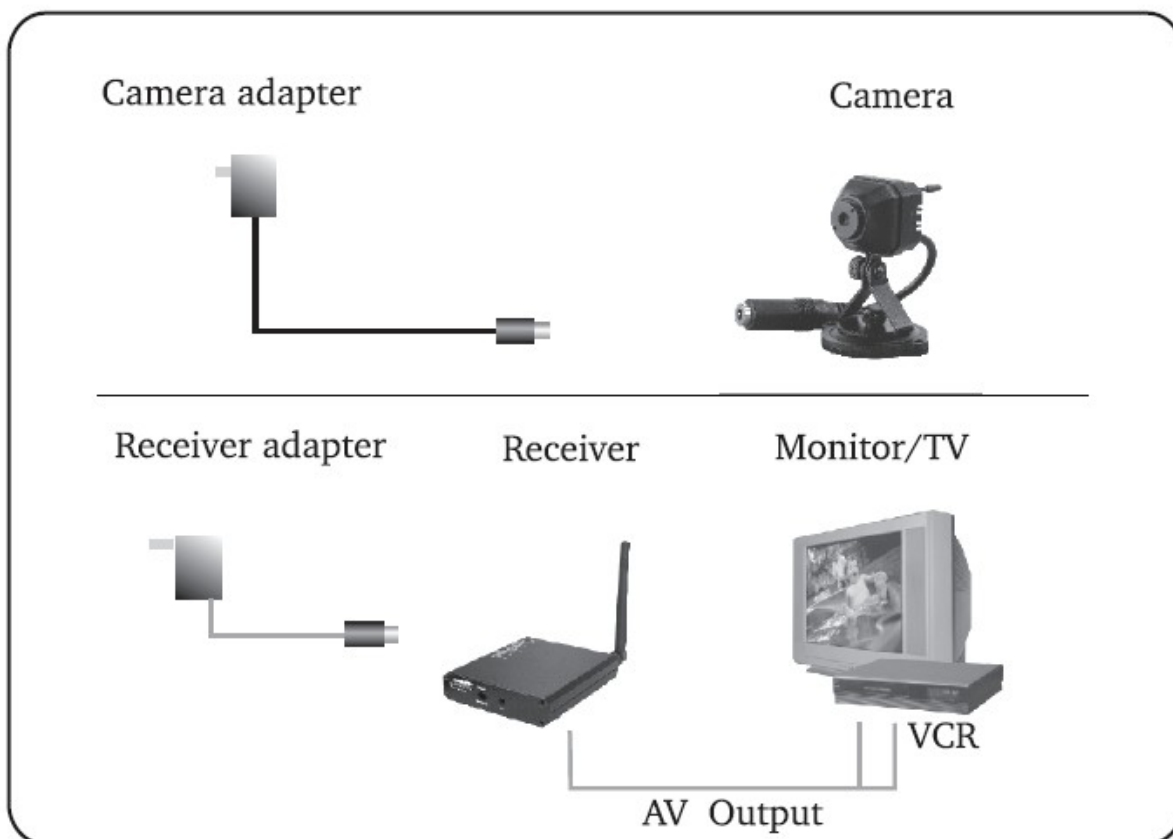 Camera adapter
Camera
Receiver adapter
Receiver
Monitor/TV
VCR
AV Output